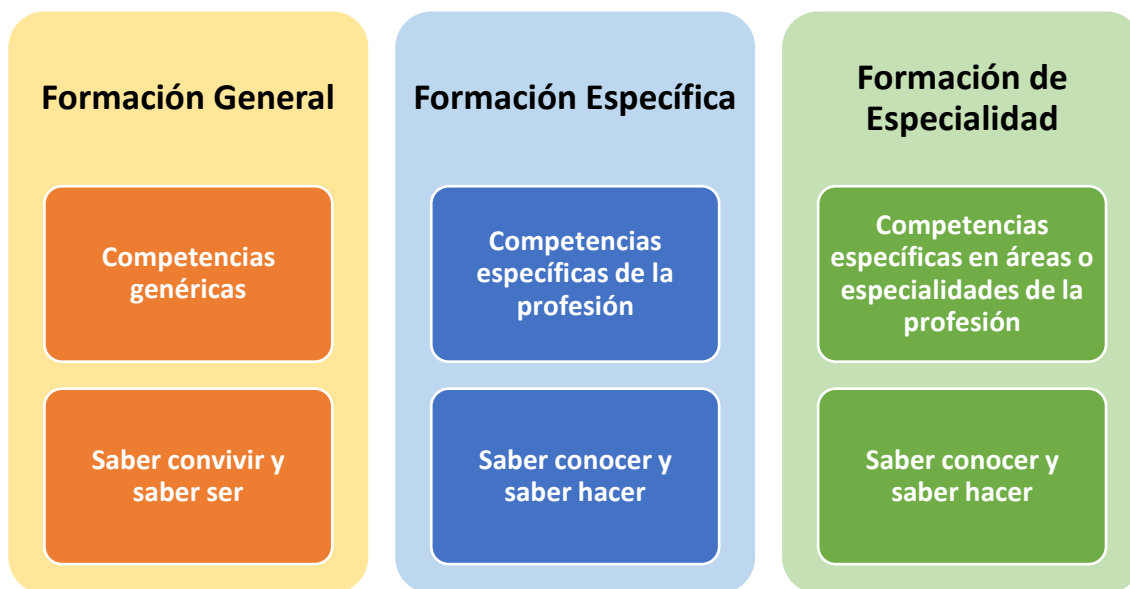 Formación General
Competencias
genéricas
Saber convivir y
saber ser
Formación Específica
Competencias
específicas de la
profesión
Saber conocer y
saber hacer
Formación de
Especialidad
Competencias
específicas en áreas o
especialidades de la
profesión
Saber conocer y
saber hacer